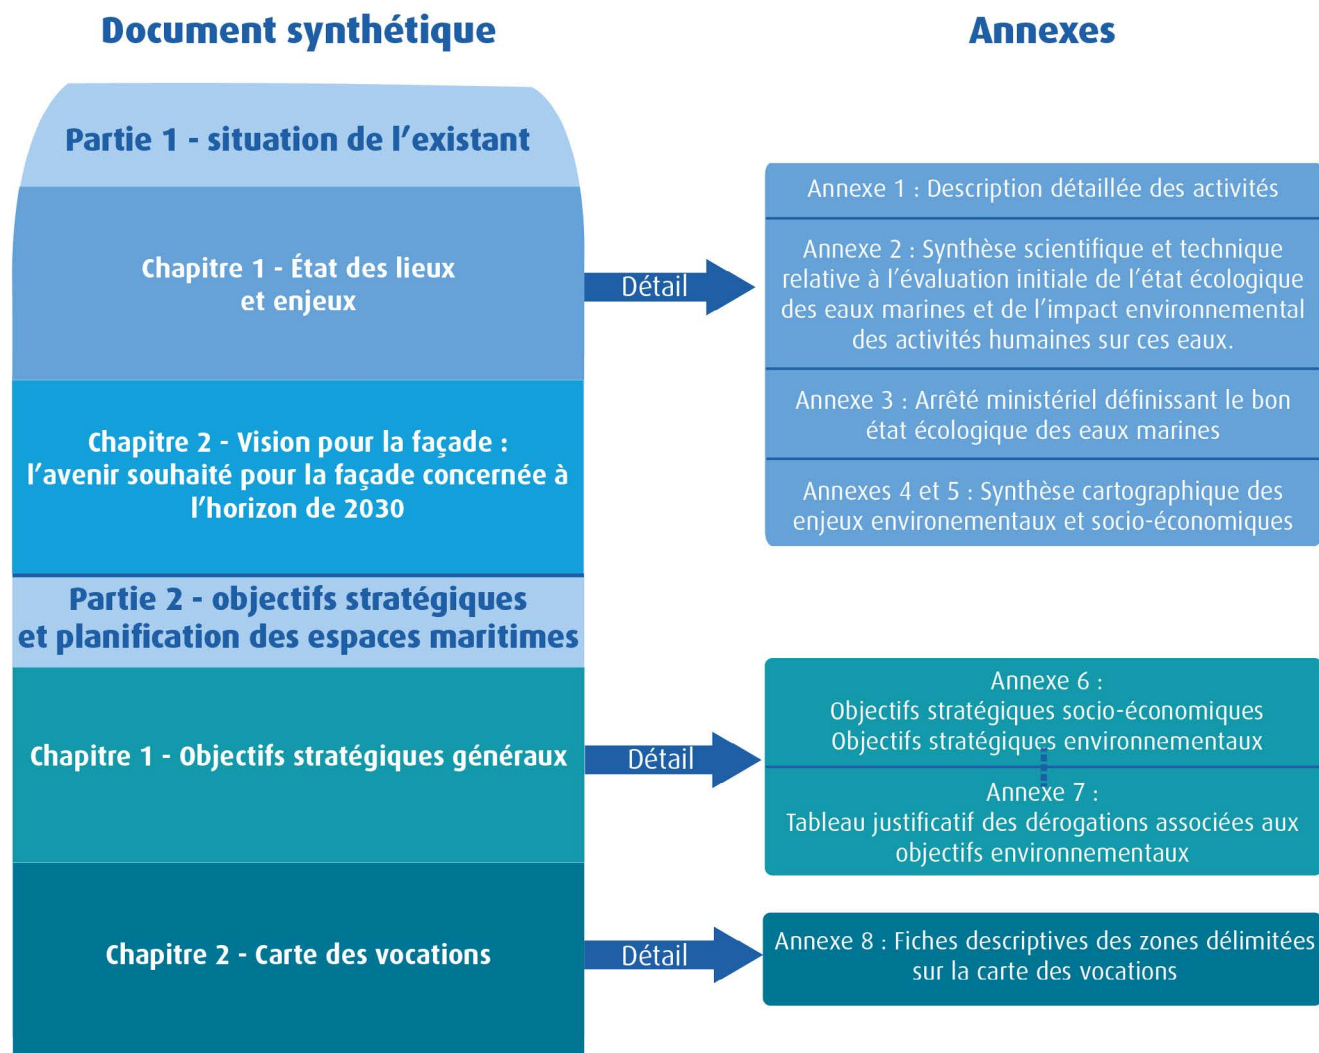 Document synthétique
Annexes
Partie 1 - situation de l'existant
Chapitre 1 - État des lieux
et enjeux
Détail
Annexe 1 : Description détaillée des activités
Annexe 2 : Synthèse scientifique et technique
relative à l'évaluation initiale de l'état écologique
des eaux marines et de l'impact environnemental
des activités humaines sur ces eaux.
Annexe 3 : Arrêté ministériel définissant le bon
état écologique des eaux marines
Annexes 4 et 5 : Synthèse cartographique des
enjeux environementaux et socio-économiques
Chapitre 2 - Vision pour la façade :
l'avenir souhaité pour la façade concernée à
l'horizon de 2030
Partie 2 - objectifs stratégiques
et planification des espaces maritimes
Chapitre 1 - Objectifs stratégiques généraux
Détail
Annexe 6 :
Objectifs stratégiques socio-économiques
Objectifs stratégiques environnementaux
Annexe 7 :
Tableau justificatif des dérogations associées aux
objectifs environnementaux
Chapitre 2 - Carte des vocations
Détail
Annexe 8 : Fiches descriptives des zones délimitées
sur la carte des vocations